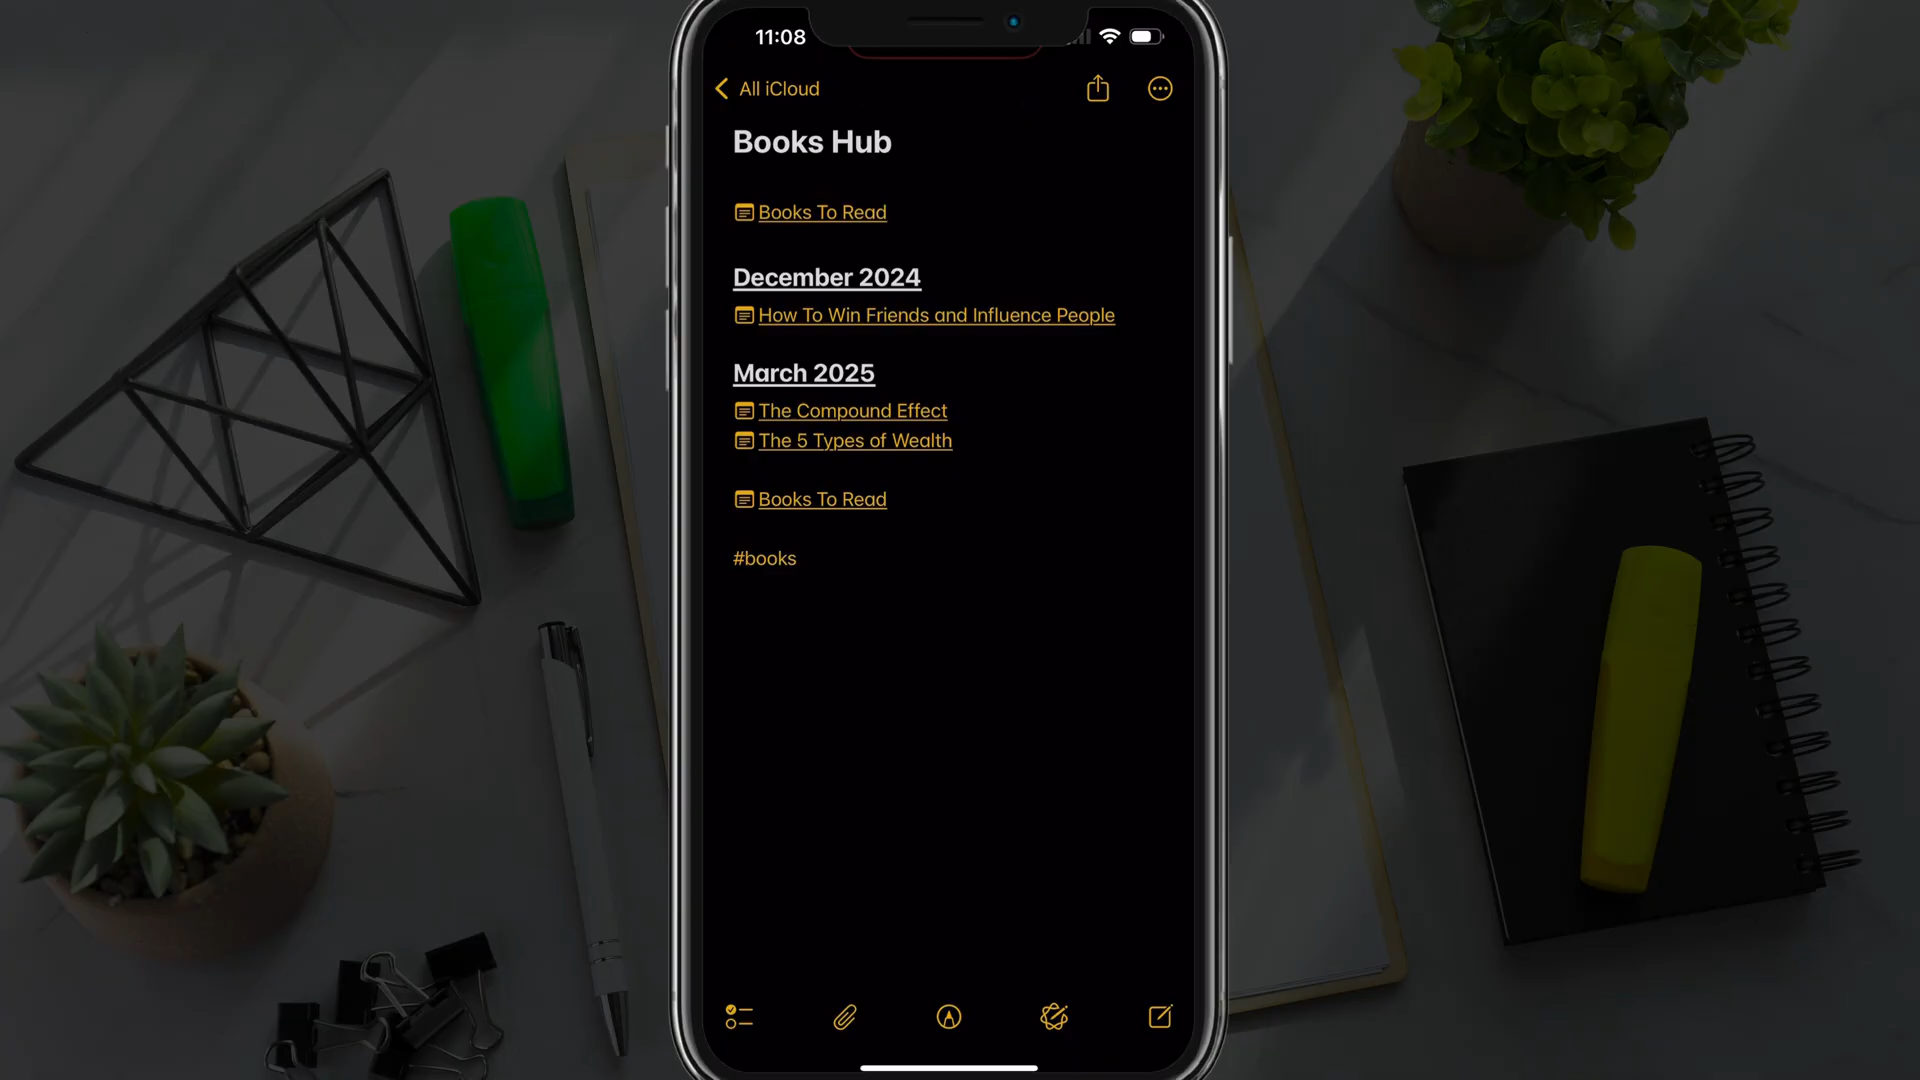 11:08
All iCloud
Books Hub
Books To Read
December 2024
How To Win Friends and Influence People
March 2025
The Compound Effect
The 5 Types of Wealth
Books To Read
#books